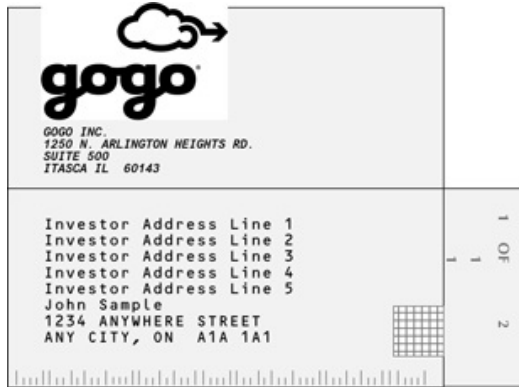 gogo
GOGO INC.
1250 N. ARLINGTON HEIGHTS RD.
SUITE 500
ITASCA IL 60143
Investor Address Line 1
Investor Address Line 2
Investor Address Line 3
Investor Address Line 4
Investor Address Line 5
John Sample
1234 ANYWHERE STREET
ANY CITY, ON A1A 1A1
1 OF 2
1 1